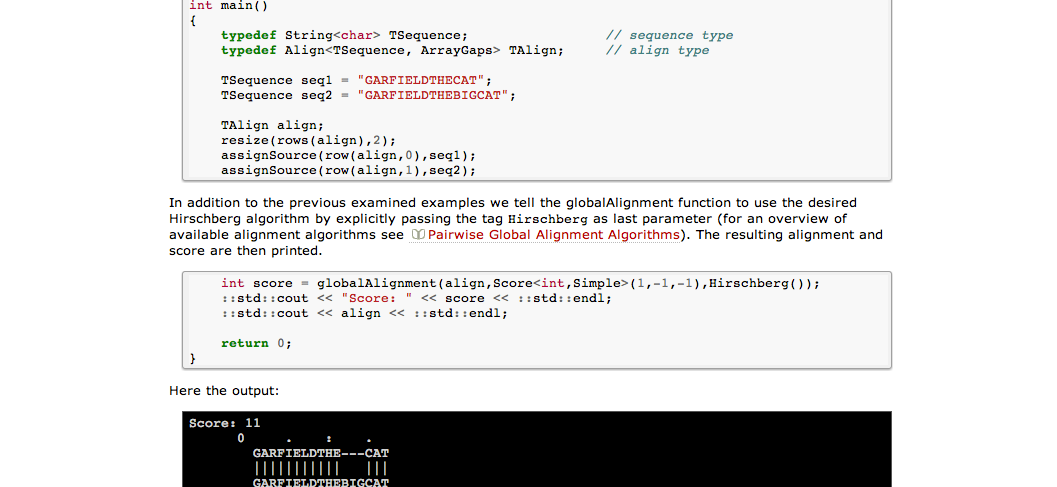 int main()
{
    typedef String<char> TSequence;                 // sequence type
    typedef Align<TSequence, ArrayGaps> TAlign;     // align type
    TSequence seq1 = "GARFIELDTHECAT";
    TSequence seq2 = "GARFIELDTHEBIGCAT";
    TAlign align;
    resize(rows(align),2);
    assignSource(row(align,0),seq1);
    assignSource(row(align,1),seq2);
In addition to the previous examined examples we tell the globalAlignment function to use the desired
Hirschberg algorithm by explicitly passing the tag Hirschberg as last parameter (for an overview of
available alignment algorithms see Pairwise Global Alignment Algorithms). The resulting alignment and
score are then printed.
    int score = globalAlignment(align,Score<int,Simple>(1,-1,-1),Hirschberg());
    ::std::cout << "Score: " << score << ::std::endl;
    ::std::cout << align << ::std::endl;
    return 0;
}
Here the output:
Score: 11
      0     .    :    .
        GARFIELDTHE---CAT
        |||||||||||   |||
        GARFIELDTHEBIGCAT